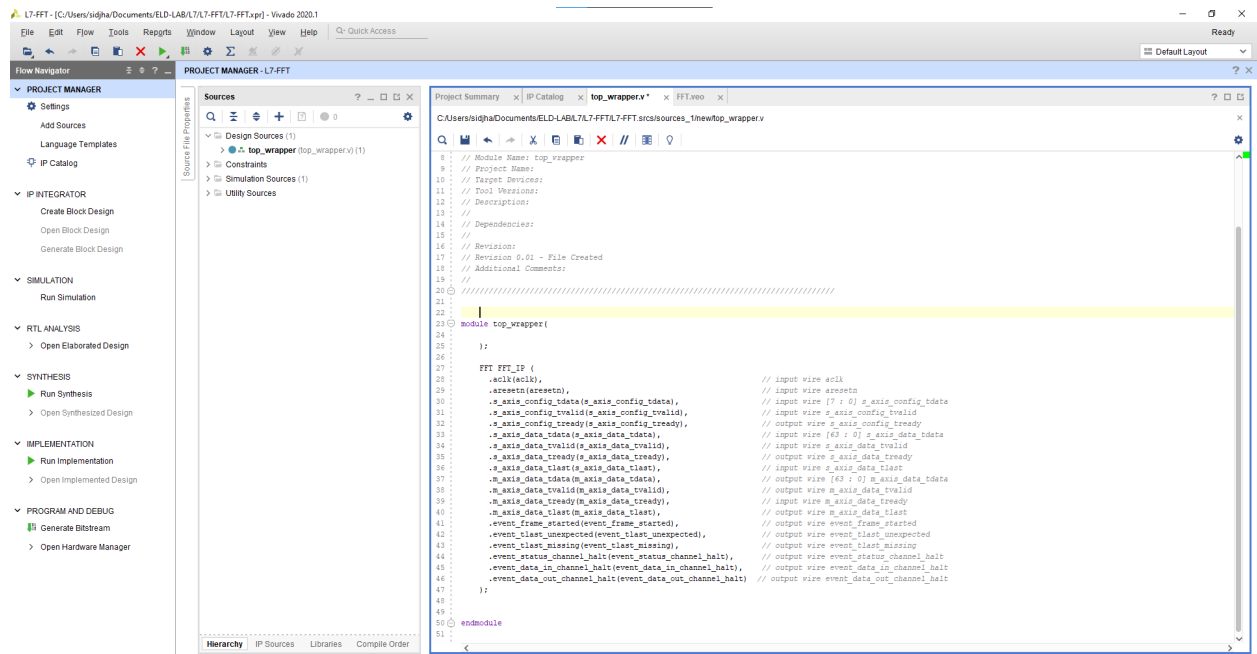 L7-FFT - [C:/Users/sidjha/Documents/ELD-LAB/L7/L7-FFT/L7-FFT.xpr] - Vivado 2020.1
File Edit Flow Tools Reports Window Layout View Help Quick Access
Ready
Default Layout
Flow Navigator
PROJECT MANAGER - L7-FFT
PROJECT MANAGER
Settings
Add Sources
Language Templates
IP Catalog
IP INTEGRATOR
Create Block Design
Open Block Design
Generate Block Design
SIMULATION
Run Simulation
RTL ANALYSIS
Open Elaborated Design
SYNTHESIS
Run Synthesis
Open Synthesized Design
IMPLEMENTATION
Run Implementation
Open Implemented Design
PROGRAM AND DEBUG
Generate Bitstream
Open Hardware Manager
Source File Properties
Sources
0
Design Sources (1)
top_wrapper (top_wrapper.v) (1)
Constraints
Simulation Sources (1)
Utility Sources
Hierarchy IP Sources Libraries Compile Order
Project Summary IP Catalog top_wrapper.v * FFT.veo
C:/Users/sidjha/Documents/ELD-LAB/L7/L7-FFT/L7-FFT.srcs/sources_1/new/top_wrapper.v
8 // Module Name: top_wrapper
9 // Project Name:
10 // Target Devices:
11 // Tool Versions:
12 // Description:
13 //
14 // Dependencies:
15 //
16 // Revision:
17 // Revision 0.01 - File Created
18 // Additional Comments:
19 //
20 //////////////////////////////////////////////////////////////////////////////////
21
22
23 module top_wrapper(
24
25 );
26
27 FFT FFT_IP (
28 .aclk(aclk), // input wire aclk
29 .aresetn(aresetn), // input wire aresetn
30 .s_axis_config_tdata(s_axis_config_tdata), // input wire [7 : 0] s_axis_config_tdata
31 .s_axis_config_tvalid(s_axis_config_tvalid), // input wire s_axis_config_tvalid
32 .s_axis_config_tready(s_axis_config_tready), // output wire s_axis_config_tready
33 .s_axis_data_tdata(s_axis_data_tdata), // input wire [63 : 0] s_axis_data_tdata
34 .s_axis_data_tvalid(s_axis_data_tvalid), // input wire s_axis_data_tvalid
35 .s_axis_data_tready(s_axis_data_tready), // output wire s_axis_data_tready
36 .s_axis_data_tlast(s_axis_data_tlast), // input wire s_axis_data_tlast
37 .m_axis_data_tdata(m_axis_data_tdata), // output wire [63 : 0] m_axis_data_tdata
38 .m_axis_data_tvalid(m_axis_data_tvalid), // output wire m_axis_data_tvalid
39 .m_axis_data_tready(m_axis_data_tready), // input wire m_axis_data_tready
40 .m_axis_data_tlast(m_axis_data_tlast), // output wire m_axis_data_tlast
41 .event_frame_started(event_frame_started), // output wire event_frame_started
42 .event_tlast_unexpected(event_tlast_unexpected), // output wire event_tlast_unexpected
43 .event_tlast_missing(event_tlast_missing), // output wire event_tlast_missing
44 .event_status_channel_halt(event_status_channel_halt), // output wire event_status_channel_halt
45 .event_data_in_channel_halt(event_data_in_channel_halt), // output wire event_data_in_channel_halt
46 .event_data_out_channel_halt(event_data_out_channel_halt) // output wire event_data_out_channel_halt
47 );
48
49
50 endmodule
51